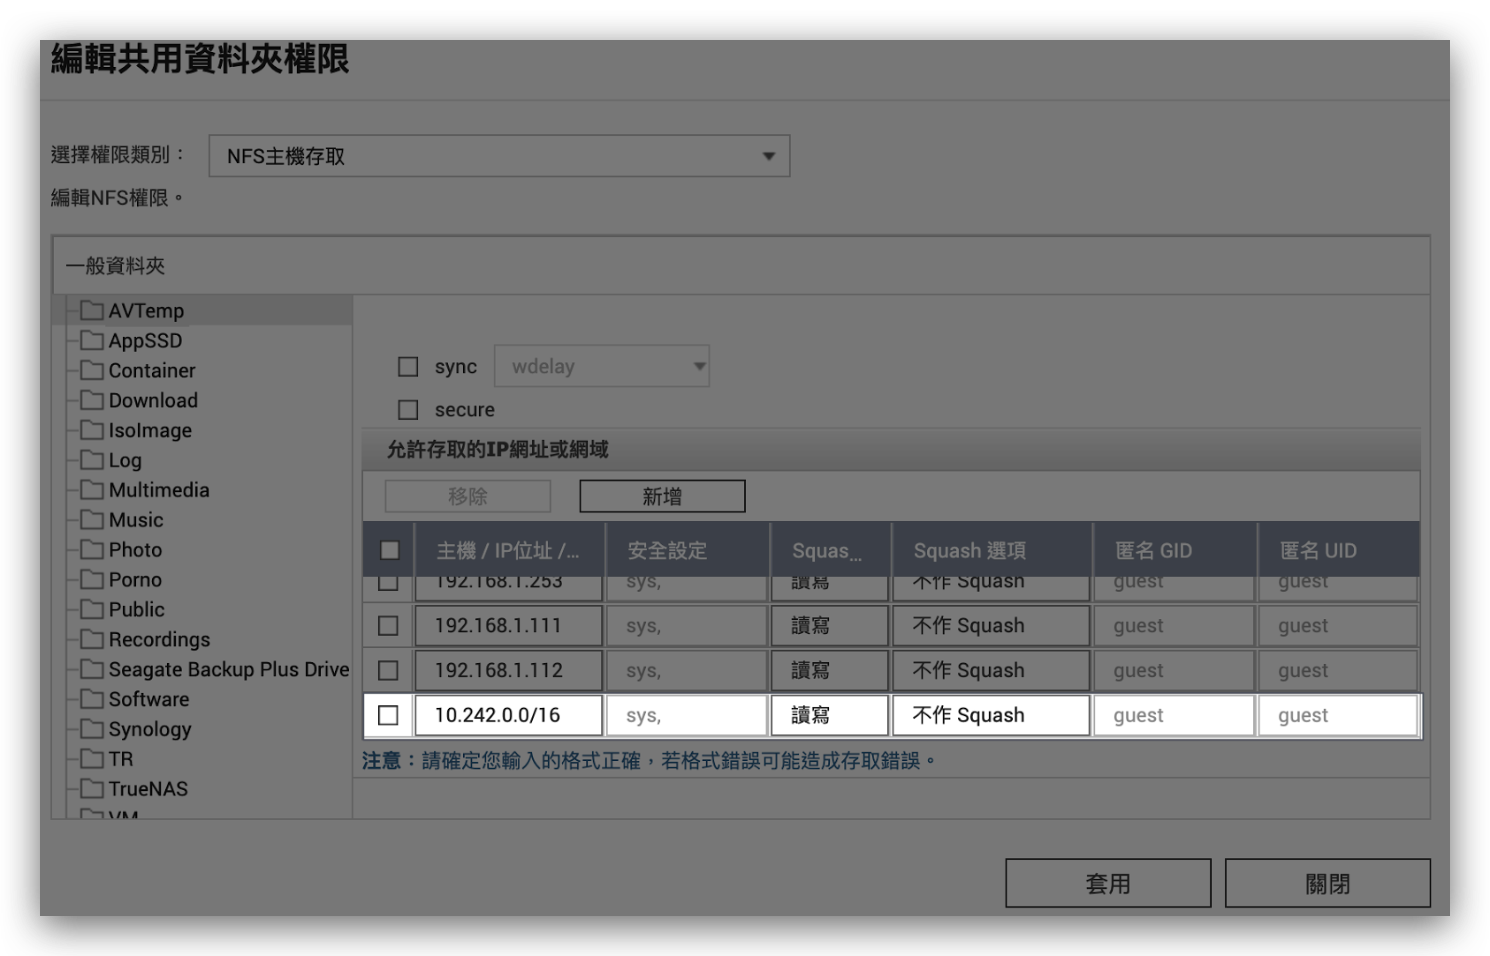 編輯共用資料夾權限
選擇權限類別：
NFS主機存取
編輯NFS權限。
一般資料夾
AVTemp
AppSSD
Container
Download
IsoImage
Log
Multimedia
Music
Photo
Porno
Public
Recordings
Seagate Backup Plus Drive
Software
Synology
TR
TrueNAS
VM
sync wdelay
secure
允許存取的IP網址或網域
移除 新增
主機 / IP位址 /... 安全設定 Squas... Squash 選項 匿名 GID 匿名 UID
192.168.1.253 sys, 讀寫 不作 Squash guest guest
192.168.1.111 sys, 讀寫 不作 Squash guest guest
192.168.1.112 sys, 讀寫 不作 Squash guest guest
10.242.0.0/16 sys, 讀寫 不作 Squash guest guest
注意：請確定您輸入的格式正確，若格式錯誤可能造成存取錯誤。
套用 關閉